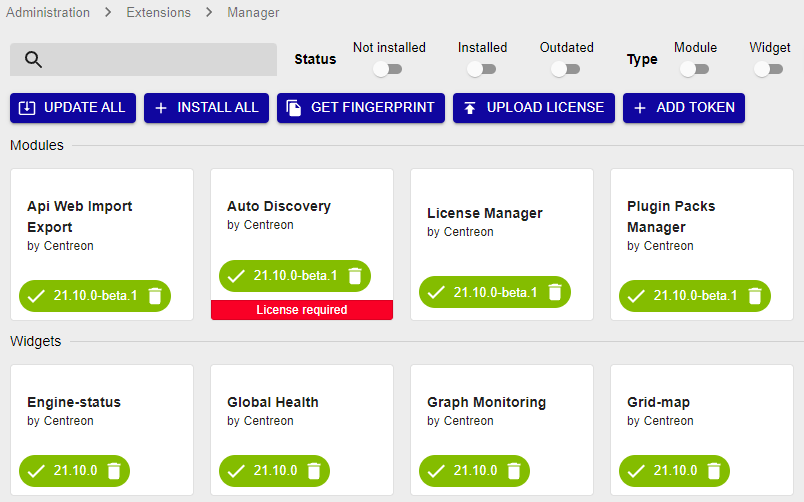 Administration > Extensions > Manager
Status Not installed Installed Outdated Type Module Widget
UPDATE ALL + INSTALL ALL GET FINGERPRINT UPLOAD LICENSE + ADD TOKEN
Modules
Api Web Import
Export
by Centreon
21.10.0-beta.1
Auto Discovery
by Centreon
21.10.0-beta.1
License required
License Manager
by Centreon
21.10.0-beta.1
Plugin Packs
Manager
by Centreon
21.10.0-beta.1
Widgets
Engine-status
by Centreon
21.10.0
Global Health
by Centreon
21.10.0
Graph Monitoring
by Centreon
21.10.0
Grid-map
by Centreon
21.10.0